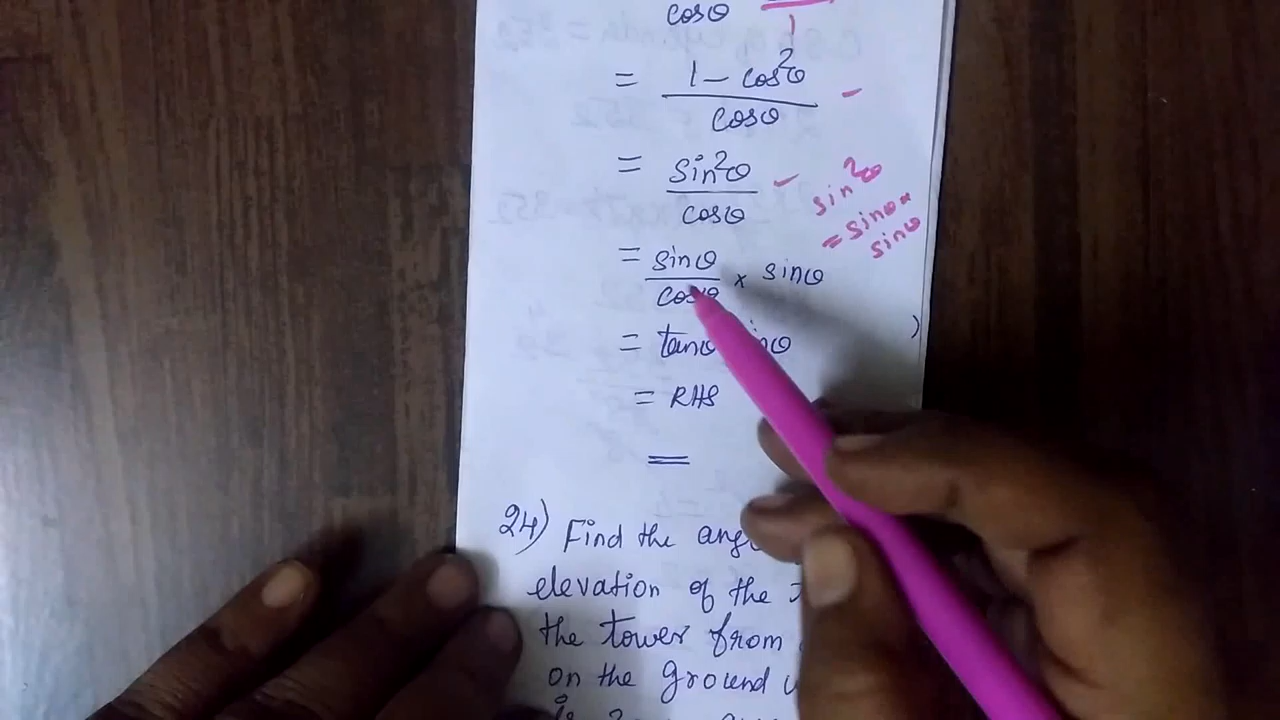 cosθ
= 1 - cos²θ / cosθ
= sin²θ / cosθ
sin²θ
= sinθ ×
sinθ
= sinθ / cosθ × sinθ
= tanθ
= RHS
24) Find the
elevation of the
the tower from
on the ground